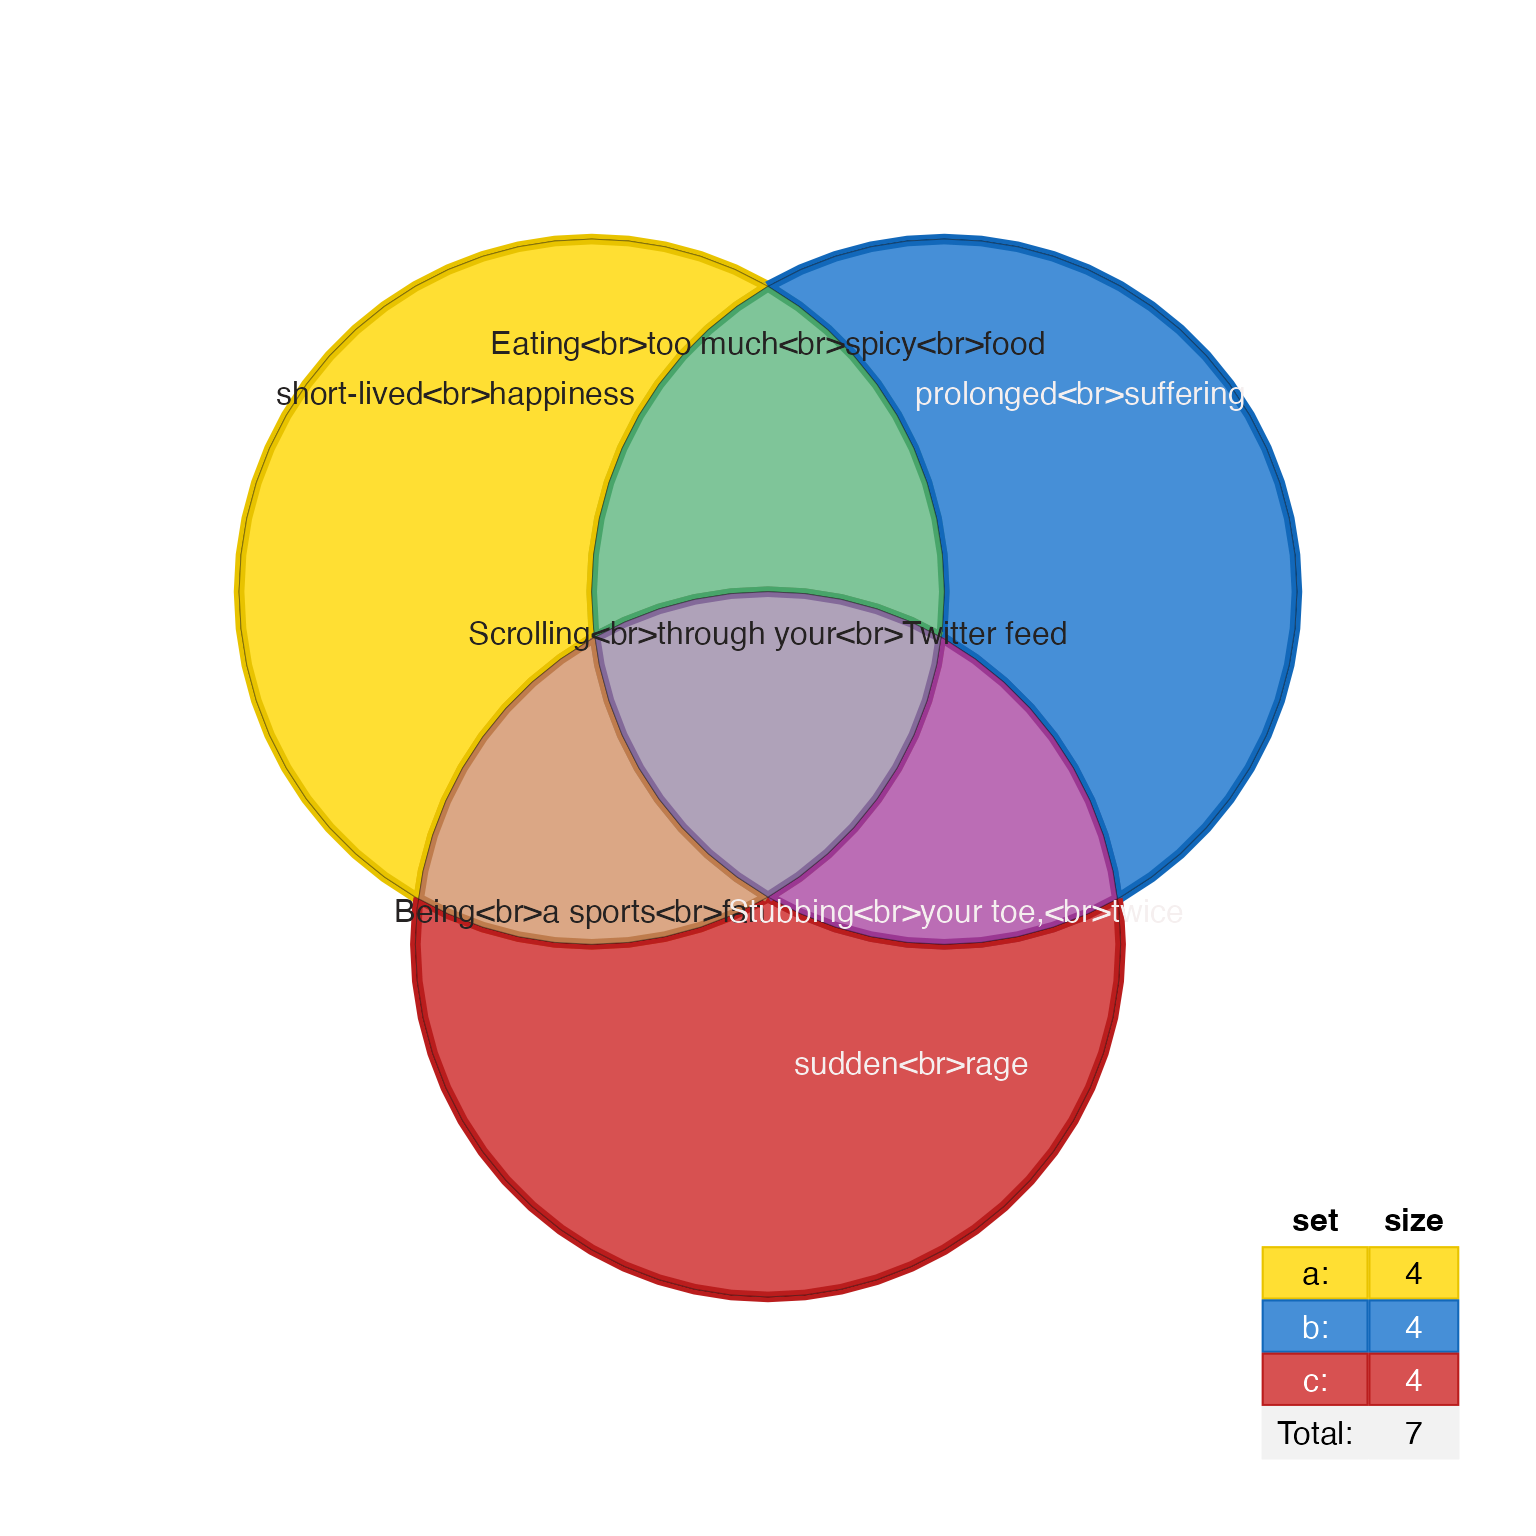 Eating<br>too much<br>spicy<br>food
short-lived<br>happiness
prolonged<br>suffering
Scrolling<br>through your<br>Twitter feed
Being<br>a sports<br>
Stubbing<br>your toe,<br>twice
sudden<br>rage
set size
a: 4
b: 4
c: 4
Total: 7